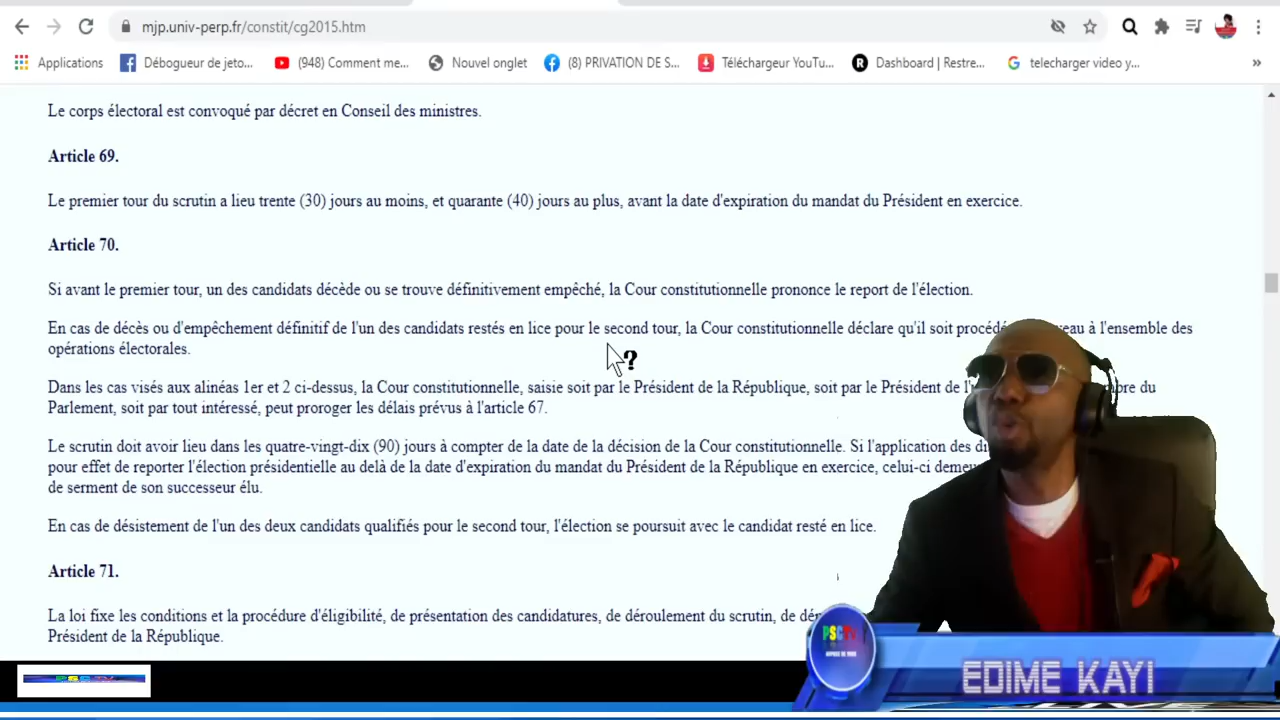 mjp.univ-perp.fr/constit/cg2015.htm
Applications
Débogueur de jeto...
(948) Comment me...
Nouvel onglet
(8) PRIVATION DE S...
Téléchargeur YouTu...
R
Dashboard | Restre...
telecharger video y...
»
Le corps électoral est convoqué par décret en Conseil des ministres.
Article 69.
Le premier tour du scrutin a lieu trente (30) jours au moins, et quarante (40) jours au plus, avant la date d'expiration du mandat du Président en exercice.
Article 70.
Si avant le premier tour, un des candidats décède ou se trouve définitivement empêché, la Cour constitutionnelle prononce le report de l'élection.
En cas de décès ou d'empêchement définitif de l'un des candidats restés en lice pour le second tour, la Cour constitutionnelle déclare qu'il soit à l'ensemble des
opérations électorales.
?
Dans les cas visés aux alinéas 1er et 2 ci-dessus, la Cour constitutionnelle, saisie soit par le Président de la République, soit par le Président de du
Parlement, soit par tout intéressé, peut proroger les délais prévus à l'article 67.
Le scrutin doit avoir lieu dans les quatre-vingt-dix (90) jours à compter de la date de la décision de la Cour constitutionnelle. Si l'application des
pour effet de reporter l'élection présidentielle au delà de la date d'expiration du mandat du Président de la République en exercice, celui-ci
de serment de son successeur élu.
En cas de désistement de l'un des deux candidats qualifiés pour le second tour, l'élection se poursuit avec le candidat resté en lice.
Article 71.
La loi fixe les conditions et la procédure d'éligibilité, de présentation des candidatures, de déroulement du scrutin, de
Président de la République.
EDIME KAYI